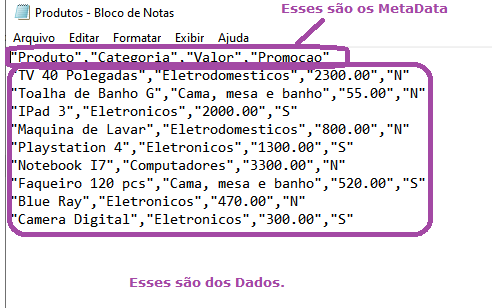 Produtos - Bloco de Notas
Esses são os MetaData
Arquivo Editar Formatar Exibir Ajuda
"Produto","Categoria","Valor","Promocao"
"TV 40 Polegadas","Eletrodomesticos","2300.00","N"
"Toalha de Banho G","Cama, mesa e banho","55.00","N"
"IPad 3","Eletronicos","2000.00","S"
"Maquina de Lavar","Eletrodomesticos","800.00","N"
"Playstation 4","Eletronicos","1300.00","S"
"Notebook I7","Computadores","3300.00","N"
"Faqueiro 120 pcs","Cama, mesa e banho","520.00","S"
"Blue Ray","Eletronicos","470.00","N"
"Camera Digital","Eletronicos","300.00","S"
Esses são dos Dados.